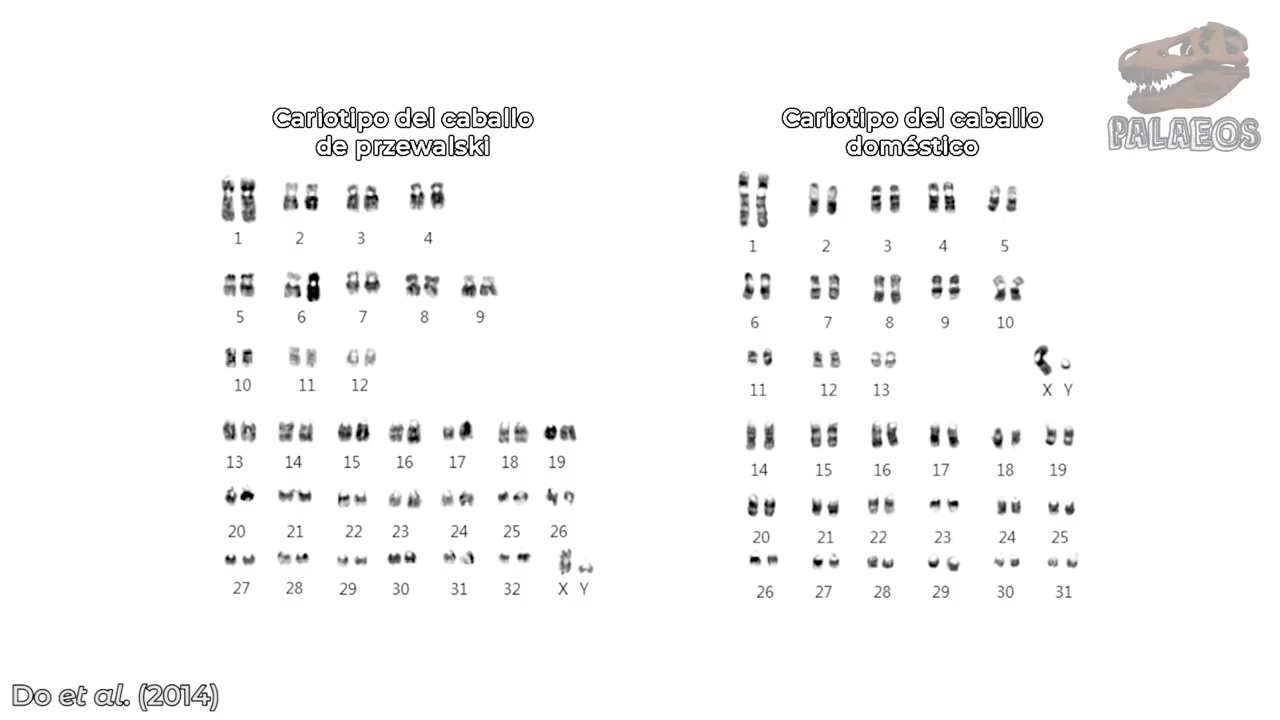 PALAEOS
Cariotipo del caballo
de przewalski
1 2 3 4
5 6 7 8 9
10 11 12
13 14 15 16 17 18 19
20 21 22 23 24 25 26
27 28 29 30 31 32 X Y
Cariotipo del caballo
doméstico
1 2 3 4 5
6 7 8 9 10
11 12 13 X Y
14 15 16 17 18 19
20 21 22 23 24 25
26 27 28 29 30 31
Do et al. (2014)